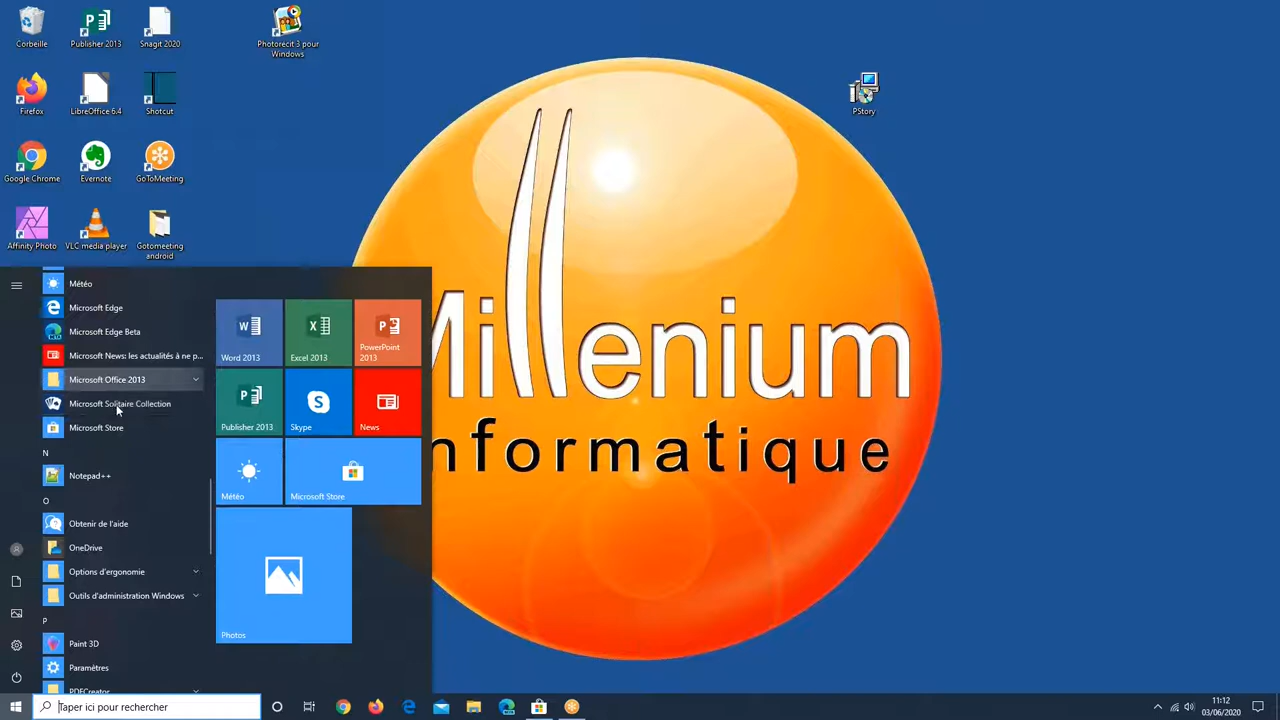 Corbeille
Publisher 2013
Snagit 2020
Photorecit 3 pour
Windows
Firefox
LibreOffice 6.4
Shotcut
PStory
Google Chrome
Evernote
GoToMeeting
Affinity Photo
VLC media player
Gotomeeting
android
Météo
Microsoft Edge
Microsoft Edge Beta
Microsoft News: les actualités à ne p...
Microsoft Office 2013
Microsoft Solitaire Collection
Microsoft Store
N
Notepad++
O
Obtenir de l'aide
OneDrive
Options d'ergonomie
Outils d'administration Windows
P
Paint 3D
Paramètres
PDFCreator
Word 2013
Excel 2013
PowerPoint
2013
Publisher 2013
Skype
News
Météo
Microsoft Store
Photos
Millenium
nformatique
Taper ici pour rechercher
11:12
03/06/2020